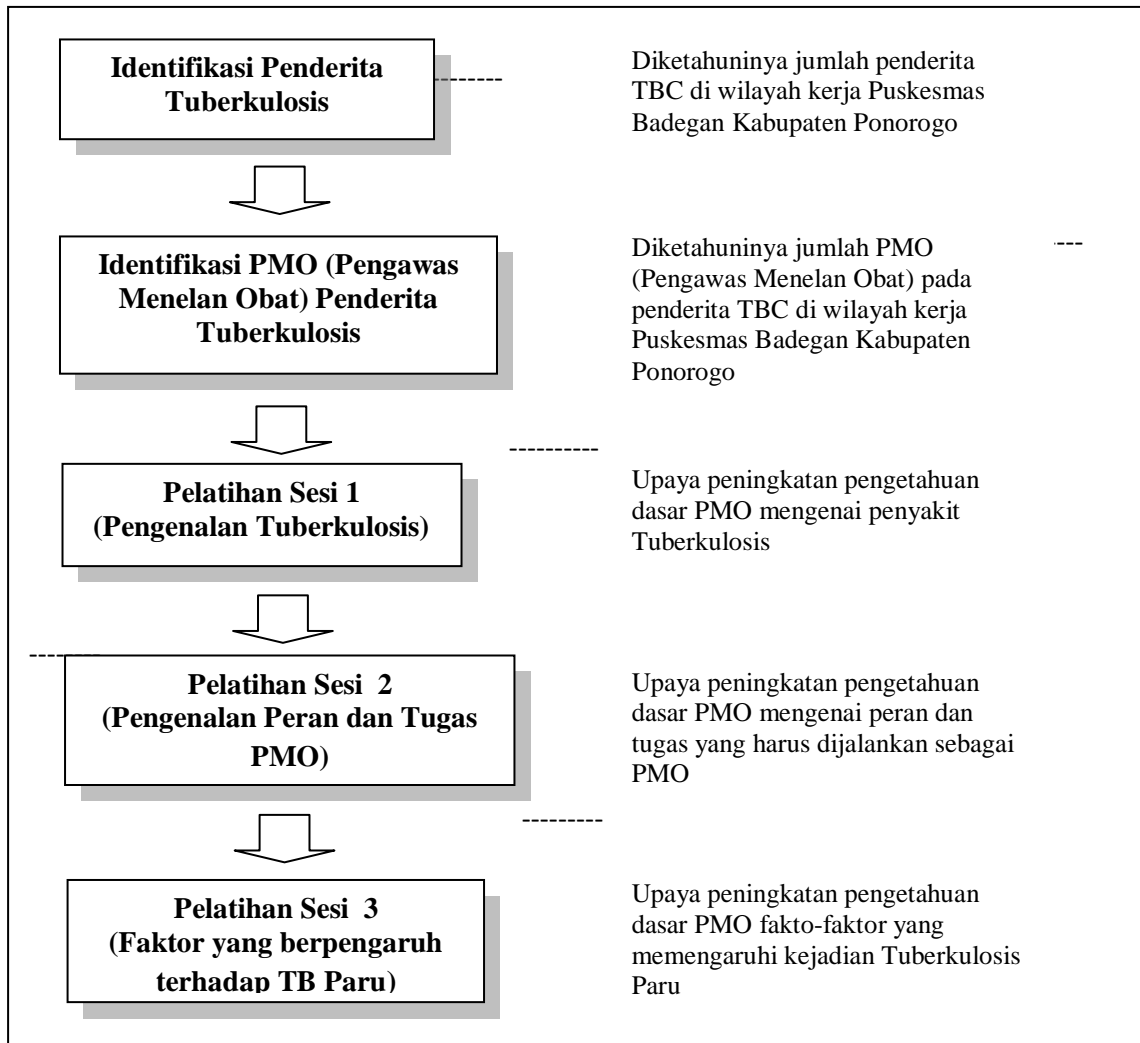 Identifikasi Penderita
Tuberkulosis
Diketahuninya jumlah penderita
TBC di wilayah kerja Puskesmas
Badegan Kabupaten Ponorogo
Identifikasi PMO (Pengawas
Menelan Obat) Penderita
Tuberkulosis
Diketahuninya jumlah PMO
(Pengawas Menelan Obat) pada
penderita TBC di wilayah kerja
Puskesmas Badegan Kabupaten
Ponorogo
Pelatihan Sesi 1
(Pengenalan Tuberkulosis)
Upaya peningkatan pengetahuan
dasar PMO mengenai penyakit
Tuberkulosis
Pelatihan Sesi 2
(Pengenalan Peran dan Tugas
PMO)
Upaya peningkatan pengetahuan
dasar PMO mengenai peran dan
tugas yang harus dijalankan sebagai
PMO
Pelatihan Sesi 3
(Faktor yang berpengaruh
terhadap TB Paru)
Upaya peningkatan pengetahuan
dasar PMO fakto-faktor yang
memengaruhi kejadian Tuberkulosis
Paru